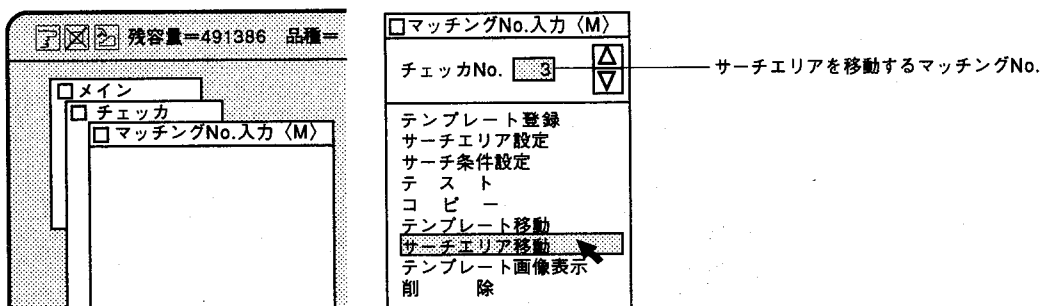 残容量=491386 品種=
□メイン
□ チェッカ
□マッチングNo.入力〈M〉
□マッチングNo.入力〈M〉
チェッカNo. 3 △
▽
サーチエリアを移動するマッチングNo.
テンプレート登録
サーチエリア設定
サーチ条件設定
テ ス ト
コ ピ ー
テンプレート移動
サーチエリア移動
テンプレート画像表示
削 除